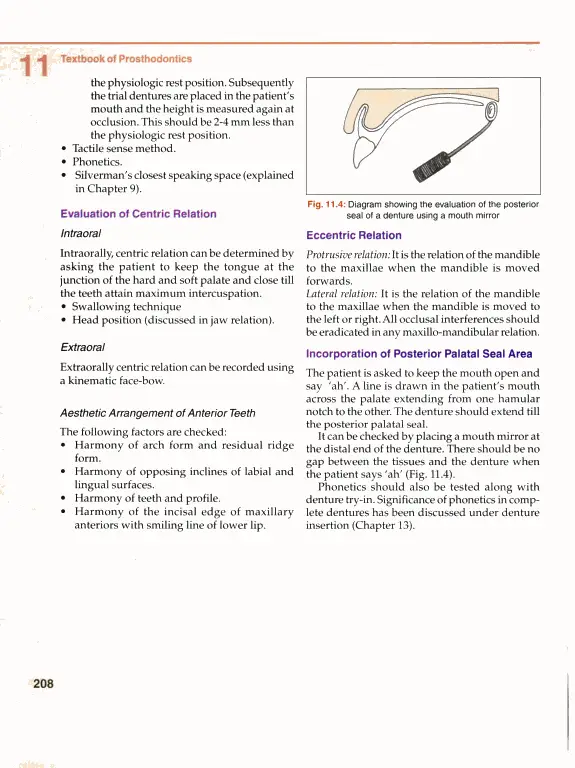 11
Textbook of Prosthodontics
the physiologic rest position. Subsequently
the trial dentures are placed in the patient's
mouth and the height is measured again at
occlusion. This should be 2-4 mm less than
the physiologic rest position.
• Tactile sense method.
• Phonetics.
• Silverman's closest speaking space (explained
in Chapter 9).
Evaluation of Centric Relation
Intraoral
Intraorally, centric relation can be determined by
asking the patient to keep the tongue at the
junction of the hard and soft palate and close till
the teeth attain maximum intercuspation.
• Swallowing technique
• Head position (discussed in jaw relation).
Extraoral
Extraorally centric relation can be recorded using
a kinematic face-bow.
Aesthetic Arrangement of Anterior Teeth
The following factors are checked:
• Harmony of arch form and residual ridge
form.
• Harmony of opposing inclines of labial and
lingual surfaces.
• Harmony of teeth and profile.
• Harmony of the incisal edge of maxillary
anteriors with smiling line of lower lip.
Fig. 11.4: Diagram showing the evaluation of the posterior
seal of a denture using a mouth mirror
Eccentric Relation
Protrusive relation: It is the relation of the mandible
to the maxillae when the mandible is moved
forwards.
Lateral relation: It is the relation of the mandible
to the maxillae when the mandible is moved to
the left or right. All occlusal interferences should
be eradicated in any maxillo-mandibular relation.
Incorporation of Posterior Palatal Seal Area
The patient is asked to keep the mouth open and
say 'ah'. A line is drawn in the patient's mouth
across the palate extending from one hamular
notch to the other. The denture should extend till
the posterior palatal seal.
It can be checked by placing a mouth mirror at
the distal end of the denture. There should be no
gap between the tissues and the denture when
the patient says 'ah' (Fig. 11.4).
Phonetics should also be tested along with
denture try-in. Significance of phonetics in comp-
lete dentures has been discussed under denture
insertion (Chapter 13).
208